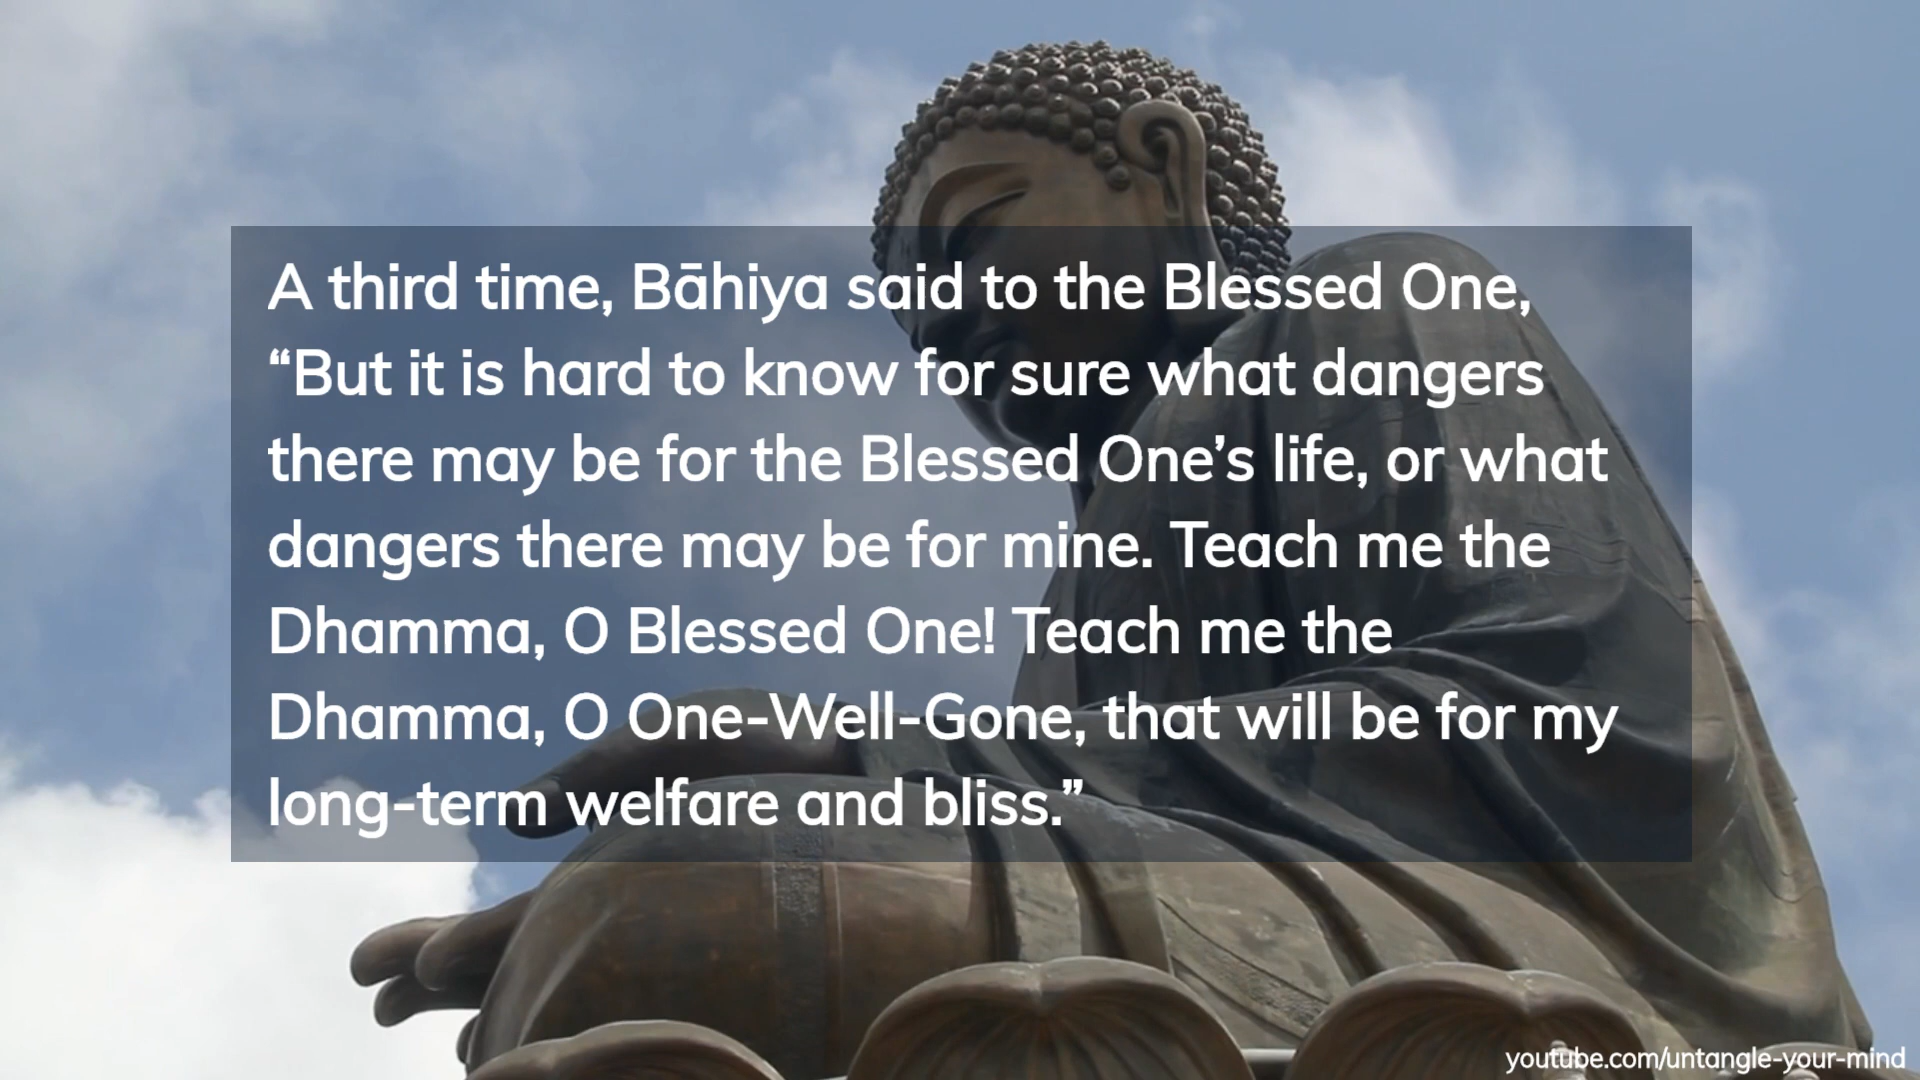 A third time, Bāhiya said to the Blessed One,
“But it is hard to know for sure what dangers
there may be for the Blessed One’s life, or what
dangers there may be for mine. Teach me the
Dhamma, O Blessed One! Teach me the
Dhamma, O One-Well-Gone, that will be for my
long-term welfare and bliss.”
youtube.com/untangle-your-mind